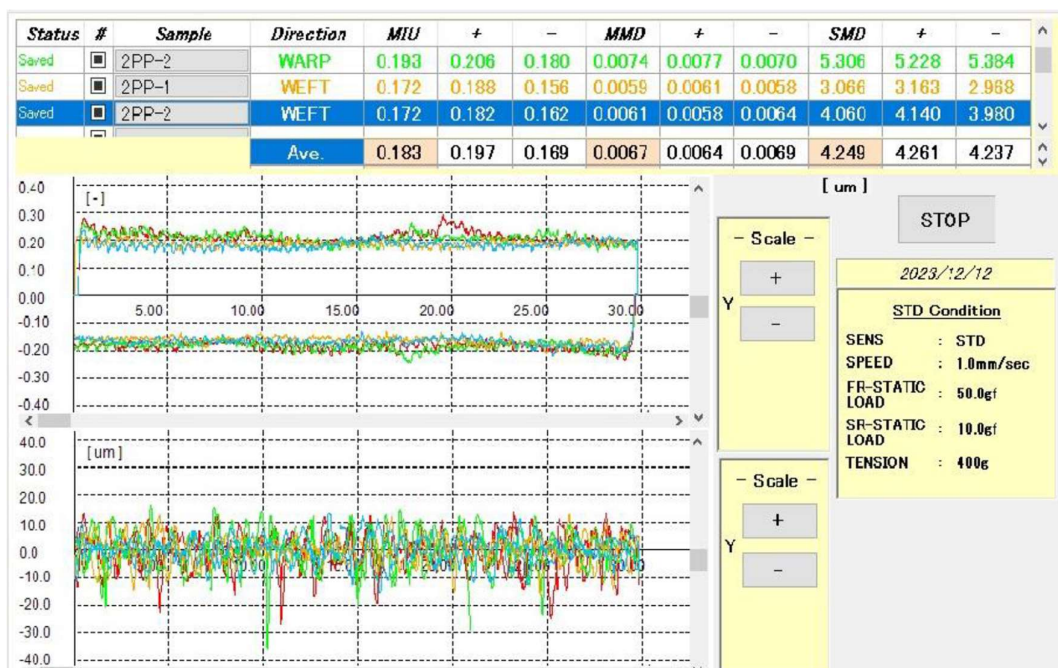 Status # Sample Direction MIU + - MMD + - SMD + -
Saved 2PP-2 WARP 0.193 0.206 0.180 0.0074 0.0077 0.0070 5.306 5.228 5.384
Saved 2PP-1 WEFT 0.172 0.188 0.156 0.0059 0.0061 0.0058 3.066 3.163 2.968
Saved 2PP-2 WEFT 0.172 0.182 0.162 0.0061 0.0058 0.0064 4.060 4.140 3.980
Ave. 0.183 0.197 0.169 0.0067 0.0064 0.0069 4.249 4.261 4.237
[ um ]
0.40
[-]
0.30
0.20
0.10
0.00
5.00 10.00 15.00 20.00 25.00 30.00
-0.10
-0.20
-0.30
-0.40
40.0
[um]
30.0
20.0
10.0
0.0
-10.0
-20.0
-30.0
-40.0
- Scale -
+
Y
-
- Scale -
+
Y
-
STOP
2023/12/12
STD Condition
SENS : STD
SPEED : 1.0mm/sec
FR-STATIC LOAD : 50.0gf
SR-STATIC LOAD : 10.0gf
TENSION : 400g